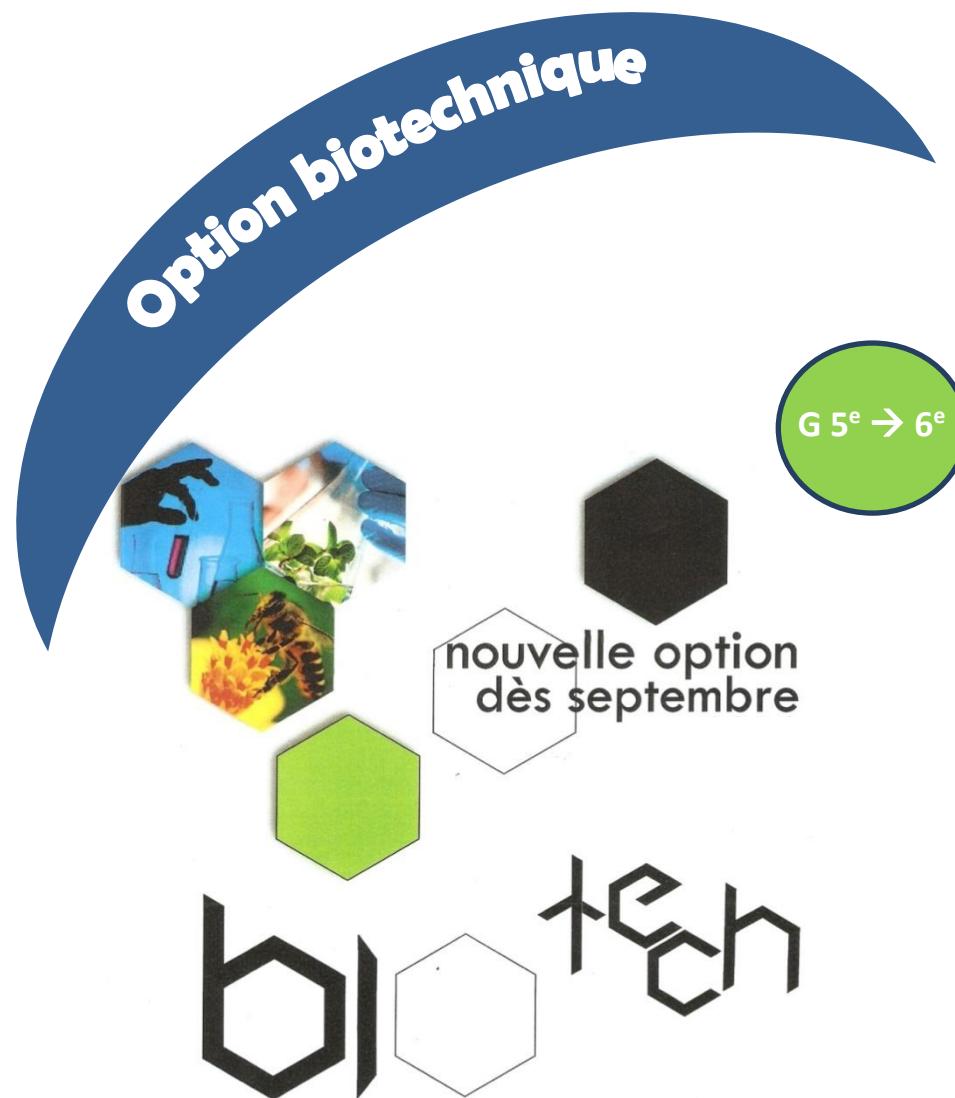 Option biotechnique
G 5ᵉ → 6ᵉ
nouvelle option
dès septembre
bio
tech